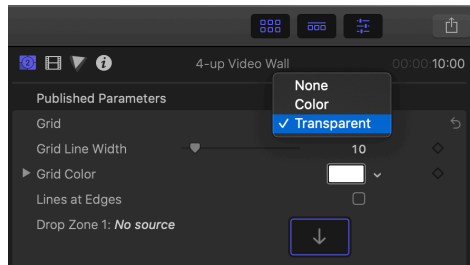 4-up Video Wall
00:00:10:00
Published Parameters
None
Color
✓ Transparent
Grid
Grid Line Width
10
Grid Color
Lines at Edges
Drop Zone 1: No source